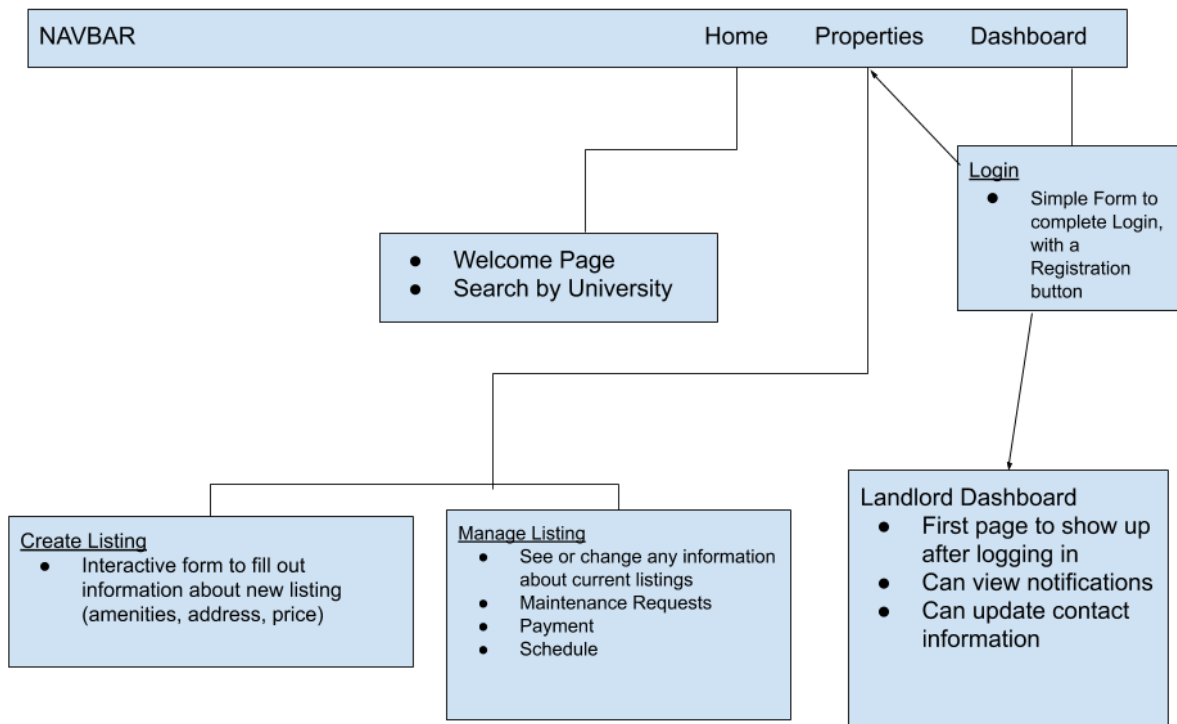 NAVBAR Home Properties Dashboard
Login
● Simple Form to
complete Login,
with a
Registration
button
● Welcome Page
● Search by University
Create Listing
● Interactive form to fill out
information about new listing
(amenities, address, price)
Manage Listing
● See or change any information
about current listings
● Maintenance Requests
● Payment
● Schedule
Landlord Dashboard
● First page to show up
after logging in
● Can view notifications
● Can update contact
information